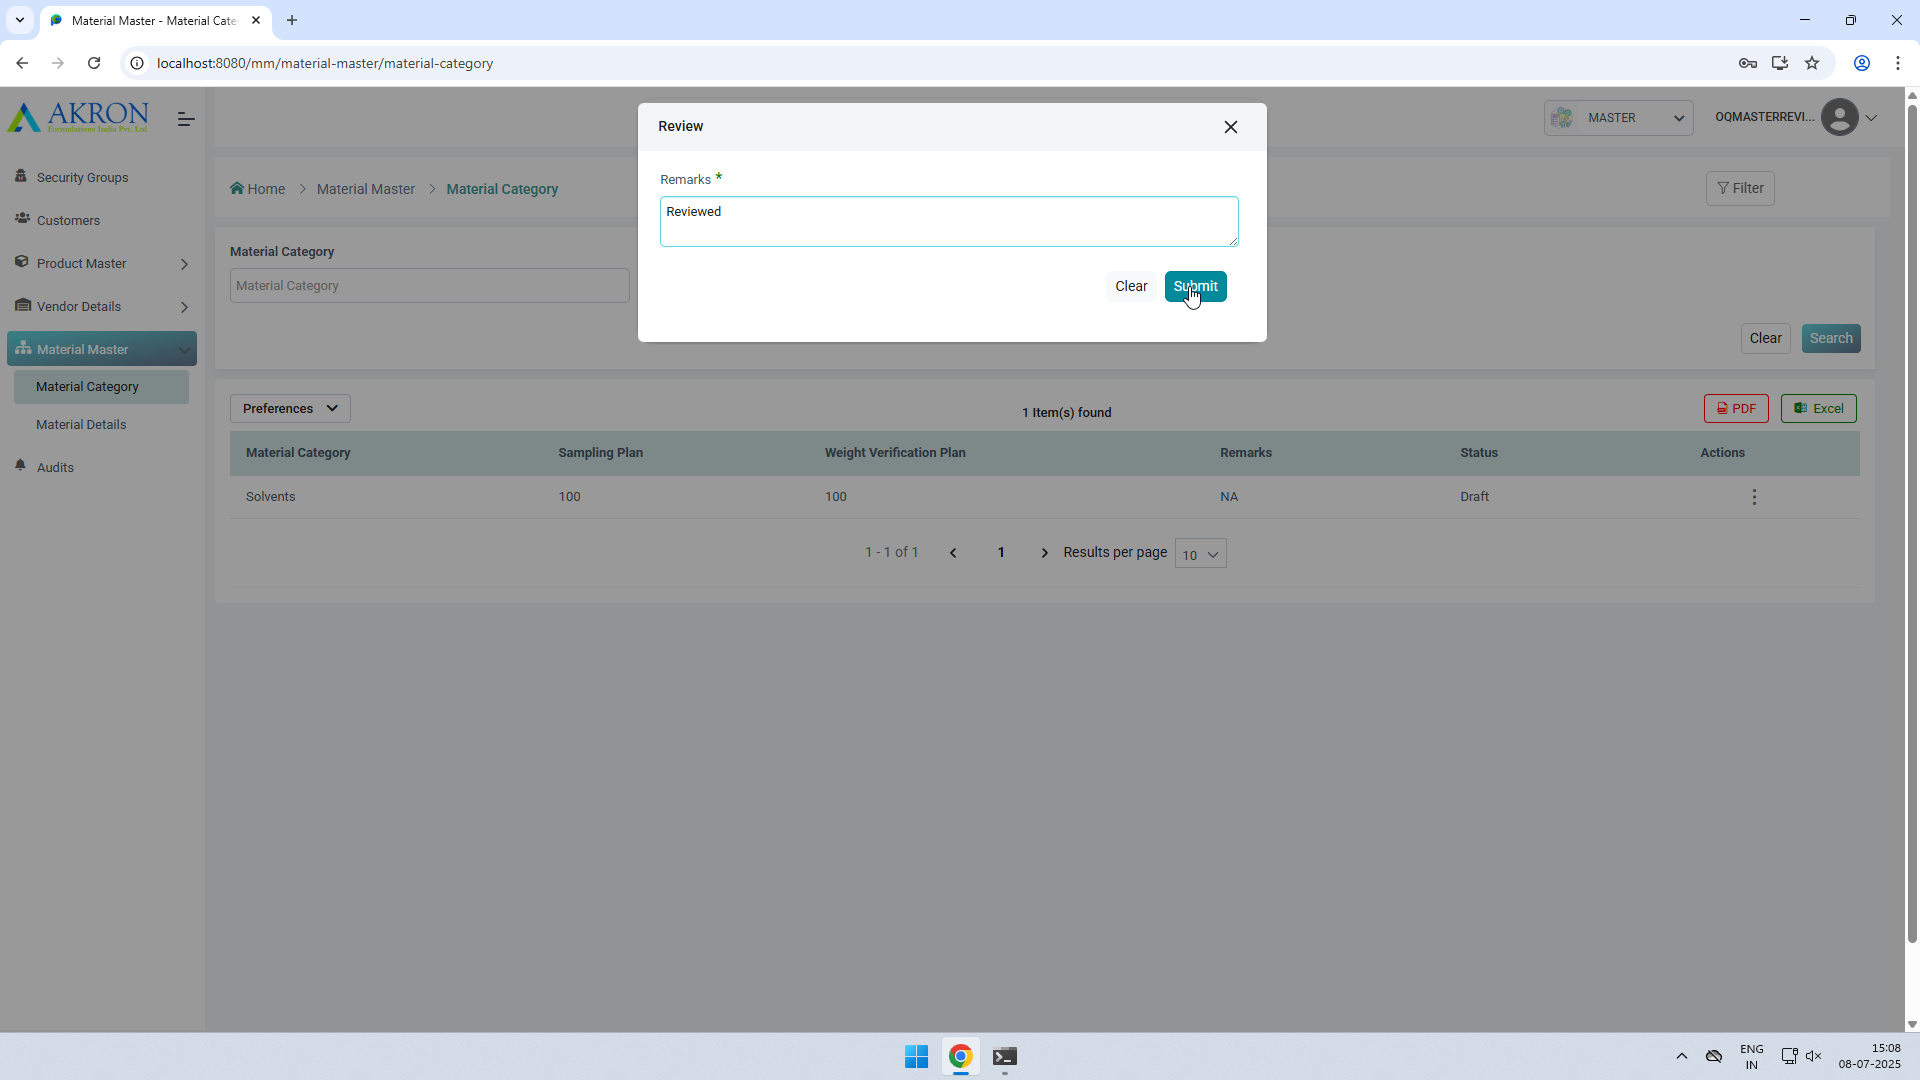 Material Master - Material Cate
localhost:8080/mm/material-master/material-category
AKRON
Formulations India Pvt. Ltd
MASTER
OQMASTERREVI...
Security Groups
Customers
Product Master
Vendor Details
Material Master
Material Category
Material Details
Audits
Home > Material Master > Material Category
Filter
Material Category
Material Category
Clear
Search
Review
Remarks *
Reviewed
Clear
Submit
Preferences
1 Item(s) found
PDF
Excel
Material Category Sampling Plan Weight Verification Plan Remarks Status Actions
Solvents 100 100 NA Draft
1 - 1 of 1
1
Results per page
10
ENG
IN
15:08
08-07-2025